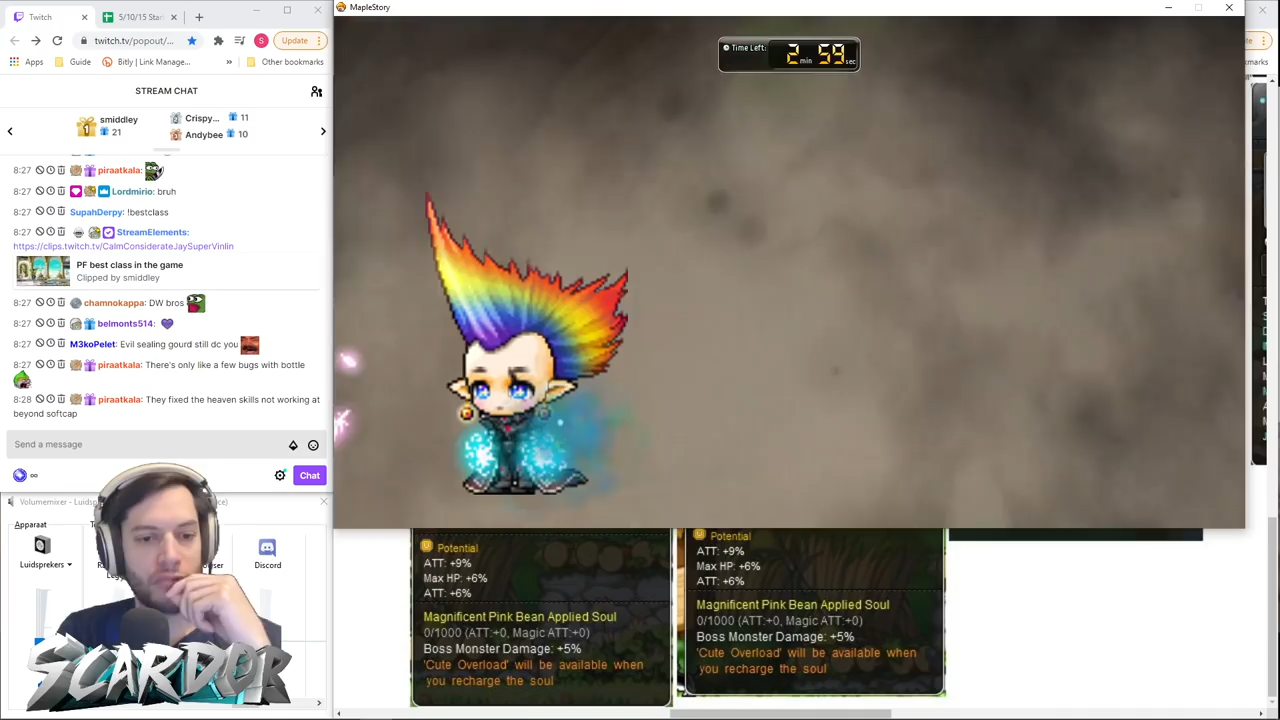 Twitch
5/10/15 Star
twitch.tv/popout/
Update
Apps
Guide
Bitly | Link Manage...
Other bookmarks
STREAM CHAT
smiddley
21
Crispy... 11
Andybee 10
8:27 piraatkala:
8:27 Lordmirio: bruh
8:27 SupahDerpy: !bestclass
8:27 StreamElements:
https://clips.twitch.tv/CalmConsiderateJaySuperVinlin
PF best class in the game
Clipped by smiddley
8:27 chamnokappa: DW bros
8:27 belmonts514:
8:27 M3koPelet: Evil sealing gourd still dc you
8:27 piraatkala: There's only like a few bugs with bottle
8:28 piraatkala: They fixed the heaven skills not working at
beyond softcap
Send a message
Chat
Volumemixer - Luidsp
Apparaat
Luidsprekers
Discord
SCARDOR
MapleStory
Time Left: 2 min 59 sec
Potential
ATT: +9%
Max HP: +6%
ATT: +6%
Magnificent Pink Bean Applied Soul
0/1000 (ATT:+0, Magic ATT:+0)
Boss Monster Damage: +5%
'Cute Overload' will be available when
you recharge the soul
Potential
ATT: +9%
Max HP: +6%
ATT: +6%
Magnificent Pink Bean Applied Soul
0/1000 (ATT:+0, Magic ATT:+0)
Boss Monster Damage: +5%
'Cute Overload' will be available when
you recharge the soul